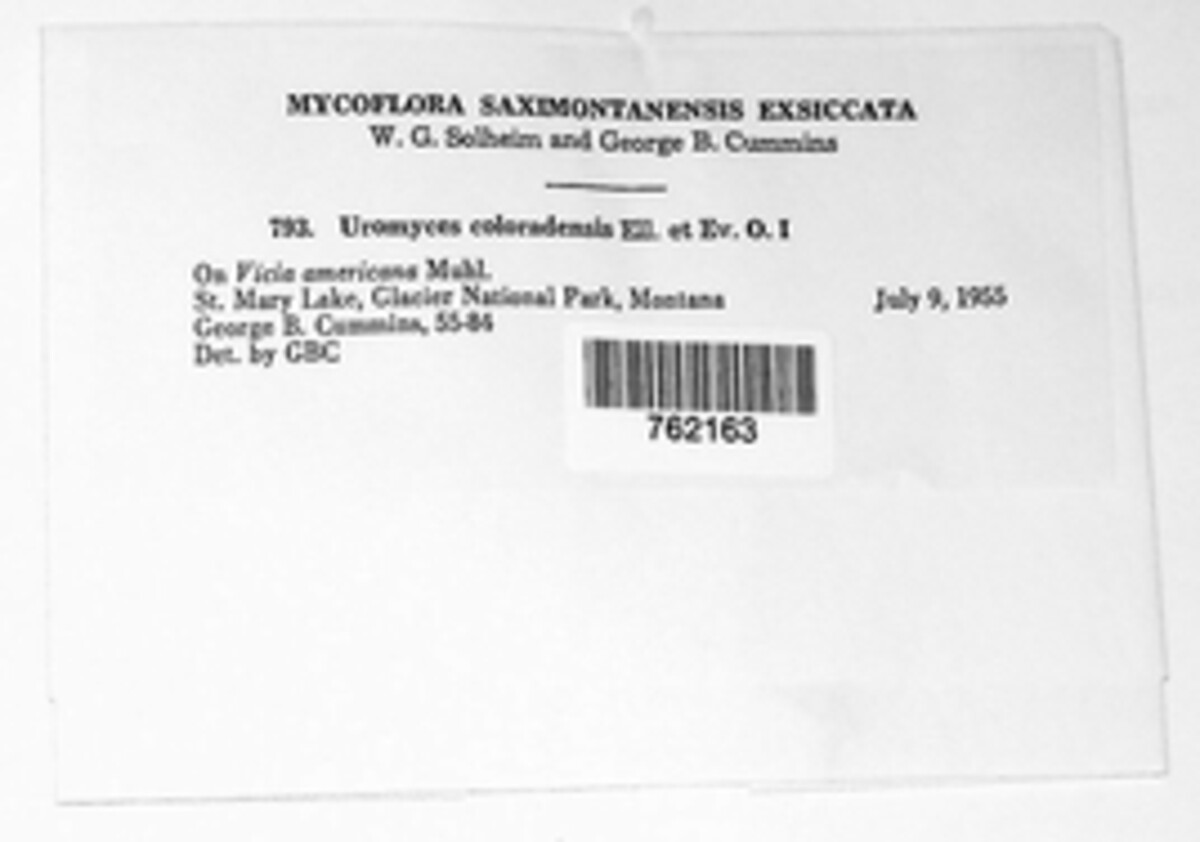 MYCOFLORA SAXIMONTANENSIS EXSICCATA
W. G. Solheim and George B. Cummins
793. Uromyces coloradensis Ell. et Ev. O. I
On Vicia americana Muhl.
St. Mary Lake, Glacier National Park, Montana July 9, 1955
George B. Cummins, 55-84
Det. by GBC
762163